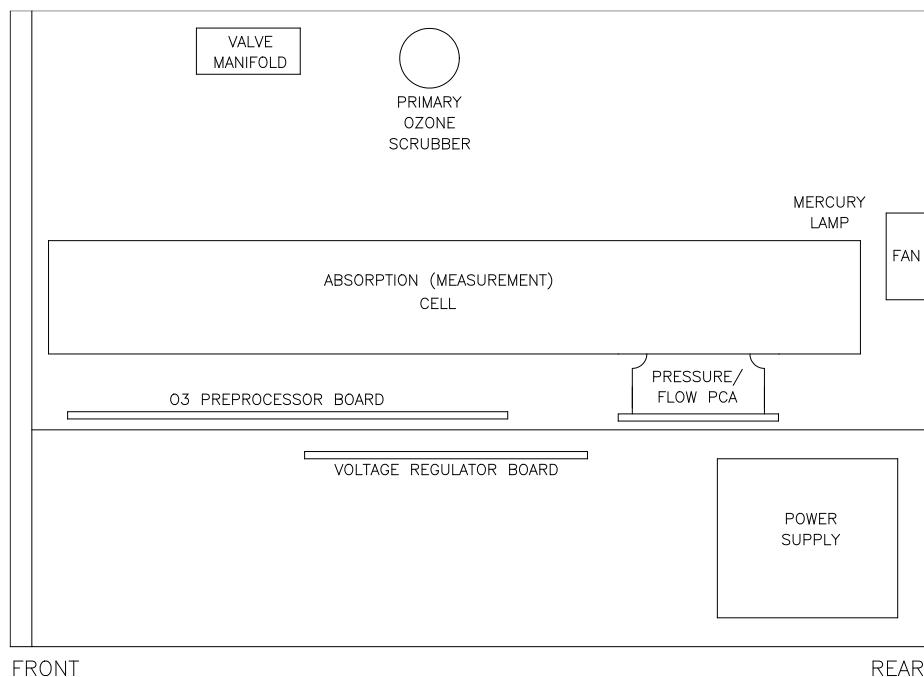 VALVE
MANIFOLD
PRIMARY
OZONE
SCRUBBER
MERCURY
LAMP
FAN
ABSORPTION (MEASUREMENT)
CELL
PRESSURE/
FLOW PCA
O3 PREPROCESSOR BOARD
VOLTAGE REGULATOR BOARD
POWER
SUPPLY
FRONT
REAR